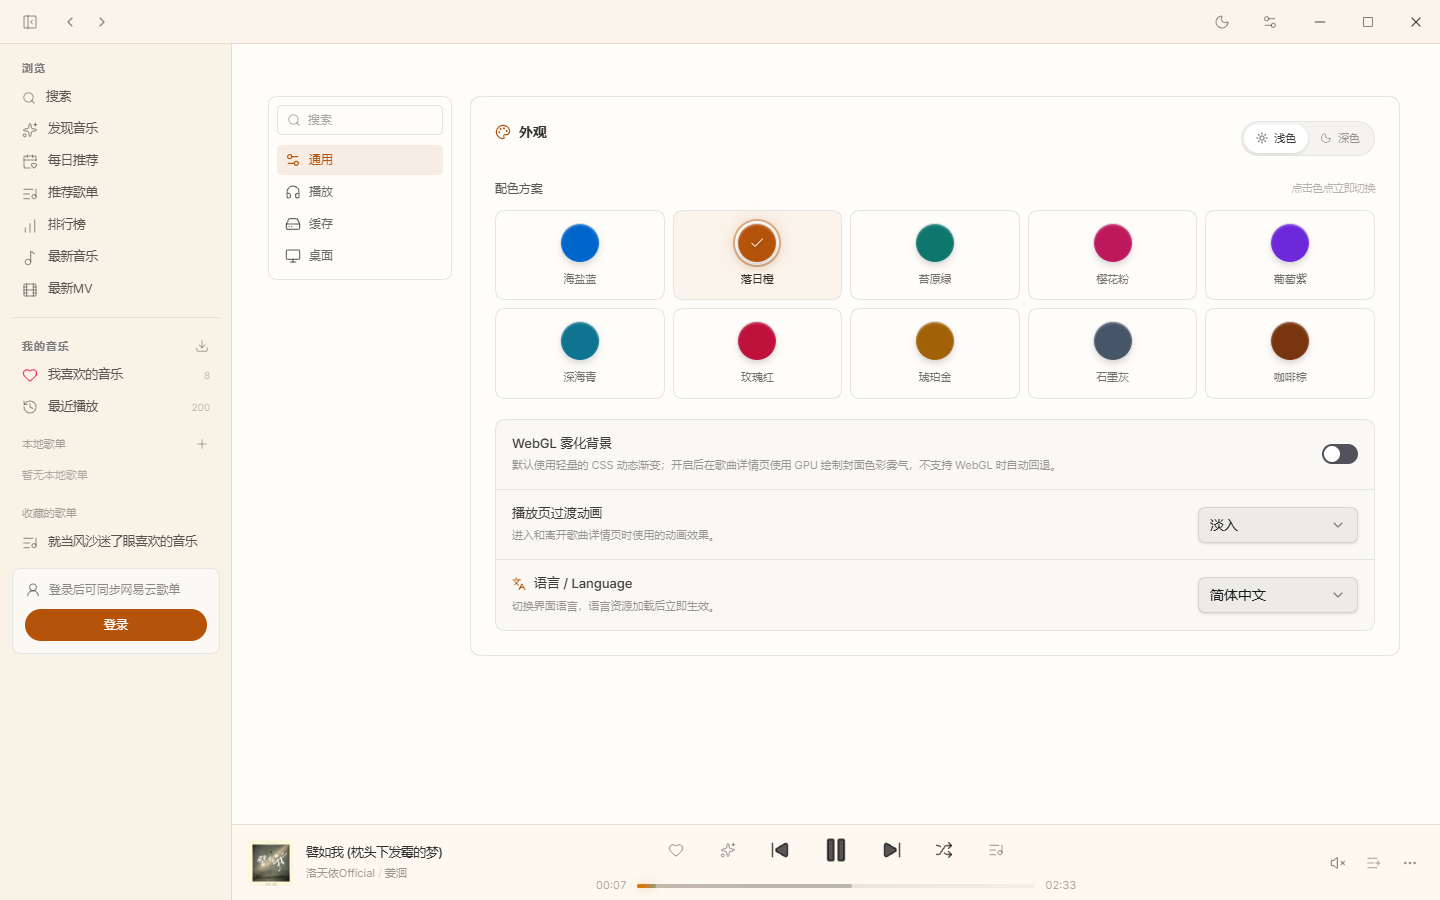 浏览
搜索
发现音乐
每日推荐
推荐歌单
排行榜
最新音乐
最新MV
我的音乐
我喜欢的音乐 8
最近播放 200
本地歌单
暂无本地歌单
收藏的歌单
就当风沙迷了眼喜欢的音乐
登录后可同步网易云歌单
登录
搜索
通用
播放
缓存
桌面
外观
浅色 深色
配色方案 点击色点立即切换
海盐蓝 落日橙 苔原绿 樱花粉 葡萄紫
深海青 玫瑰红 琥珀金 石墨灰 咖啡棕
WebGL 雾化背景
默认使用轻量的 CSS 动态渐变；开启后在歌曲详情页使用 GPU 绘制封面色彩雾气，不支持 WebGL 时自动回退。
播放页过渡动画
进入和离开歌曲详情页时使用的动画效果。
淡入
语言 / Language
切换界面语言，语言资源加载后立即生效。
简体中文
譬如我 (枕头下发霉的梦)
洛天依Official / 姜洄
00:07 02:33